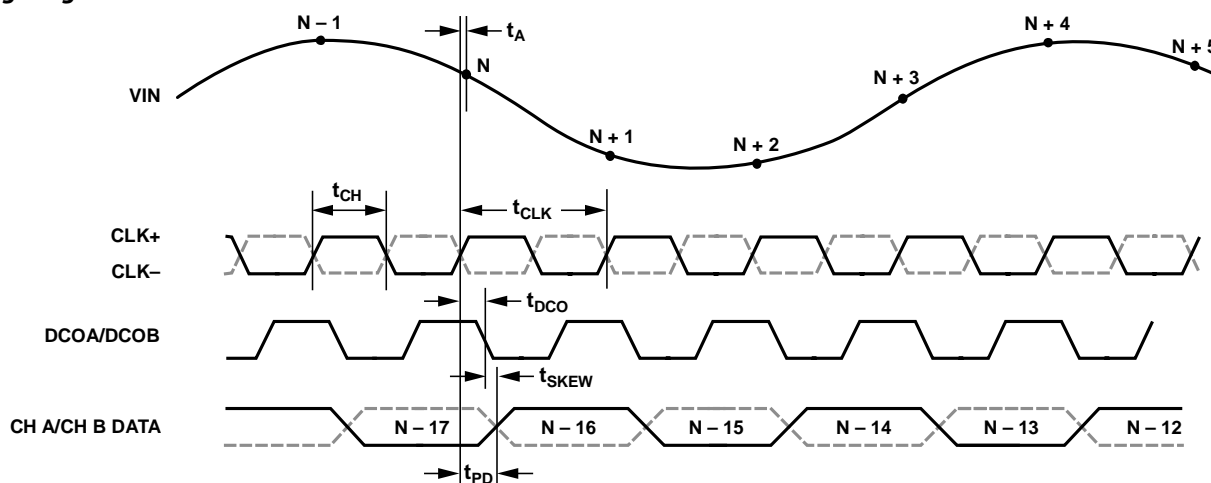 N – 1
t_A
N
N + 4
N + 5
N + 3
VIN
N + 1
N + 2
t_CH
t_CLK
CLK+
CLK–
t_DCO
DCOA/DCOB
t_SKEW
CH A/CH B DATA
N – 17
N – 16
N – 15
N – 14
N – 13
N – 12
t_PD